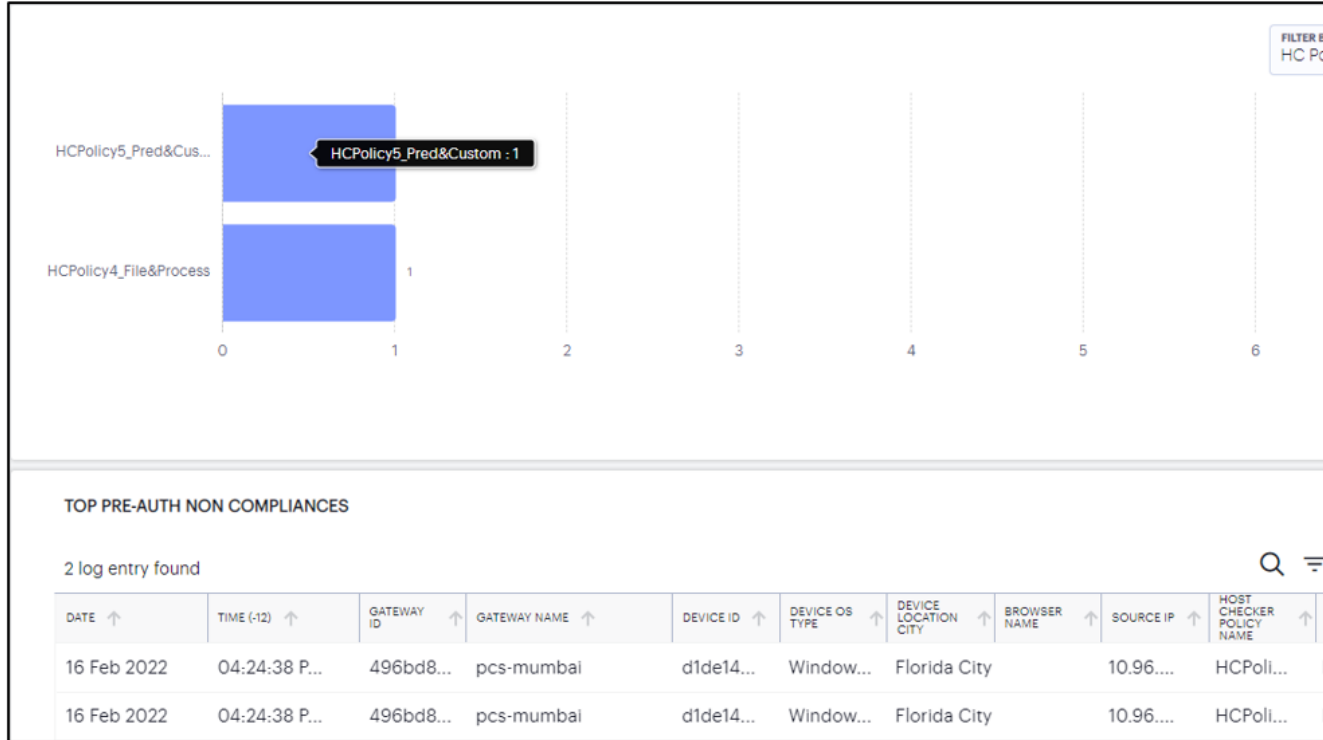 FILTER B
HC Po
HCPolicy5_Pred&Cus...
HCPolicy5_Pred&Custom : 1
HCPolicy4_File&Process
1
0 1 2 3 4 5 6
TOP PRE-AUTH NON COMPLIANCES
2 log entry found
DATE TIME (-12) GATEWAY ID GATEWAY NAME DEVICE ID DEVICE OS TYPE DEVICE LOCATION CITY BROWSER NAME SOURCE IP HOST CHECKER POLICY NAME
16 Feb 2022 04:24:38 P... 496bd8... pcs-mumbai d1de14... Window... Florida City 10.96.... HCPoli...
16 Feb 2022 04:24:38 P... 496bd8... pcs-mumbai d1de14... Window... Florida City 10.96.... HCPoli...